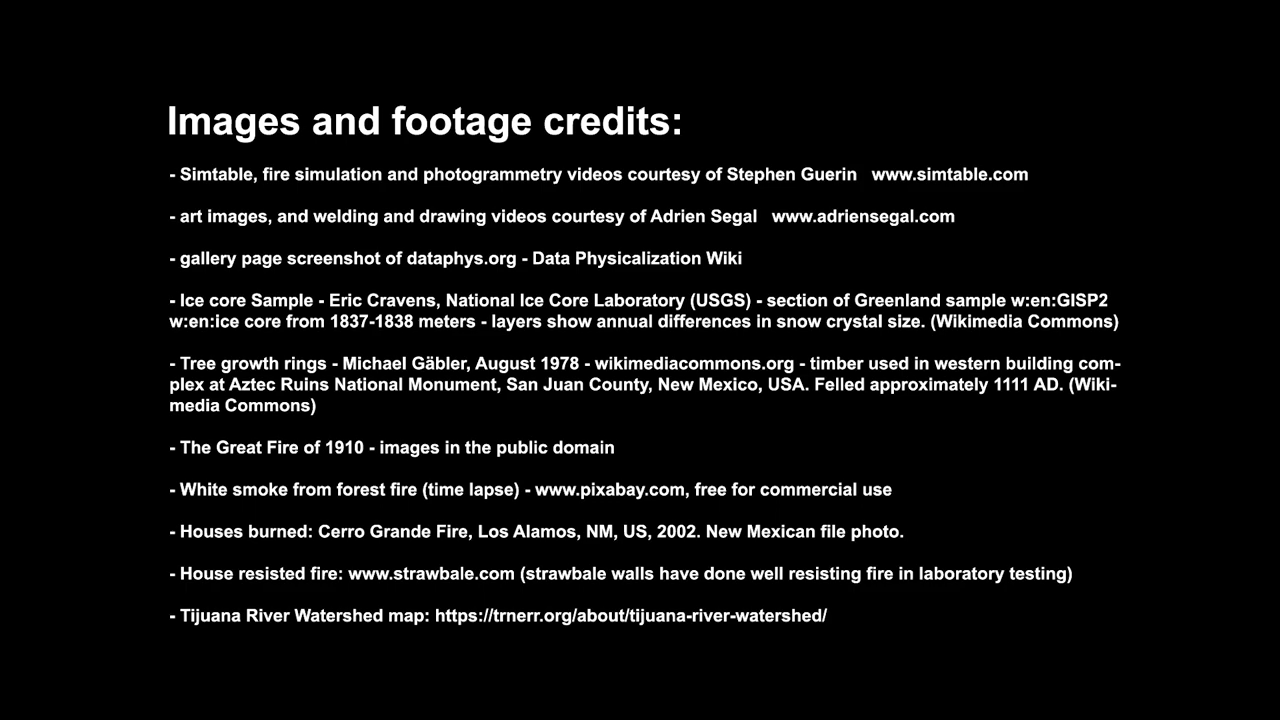 Images and footage credits:
- Simtable, fire simulation and photogrammetry videos courtesy of Stephen Guerin www.simtable.com
- art images, and welding and drawing videos courtesy of Adrien Segal www.adriensegal.com
- gallery page screenshot of dataphys.org - Data Physicalization Wiki
- Ice core Sample - Eric Cravens, National Ice Core Laboratory (USGS) - section of Greenland sample w:en:GISP2
w:en:ice core from 1837-1838 meters - layers show annual differences in snow crystal size. (Wikimedia Commons)
- Tree growth rings - Michael Gäbler, August 1978 - wikimediacommons.org - timber used in western building com-
plex at Aztec Ruins National Monument, San Juan County, New Mexico, USA. Felled approximately 1111 AD. (Wiki-
media Commons)
- The Great Fire of 1910 - images in the public domain
- White smoke from forest fire (time lapse) - www.pixabay.com, free for commercial use
- Houses burned: Cerro Grande Fire, Los Alamos, NM, US, 2002. New Mexican file photo.
- House resisted fire: www.strawbale.com (strawbale walls have done well resisting fire in laboratory testing)
- Tijuana River Watershed map: https://trnerr.org/about/tijuana-river-watershed/